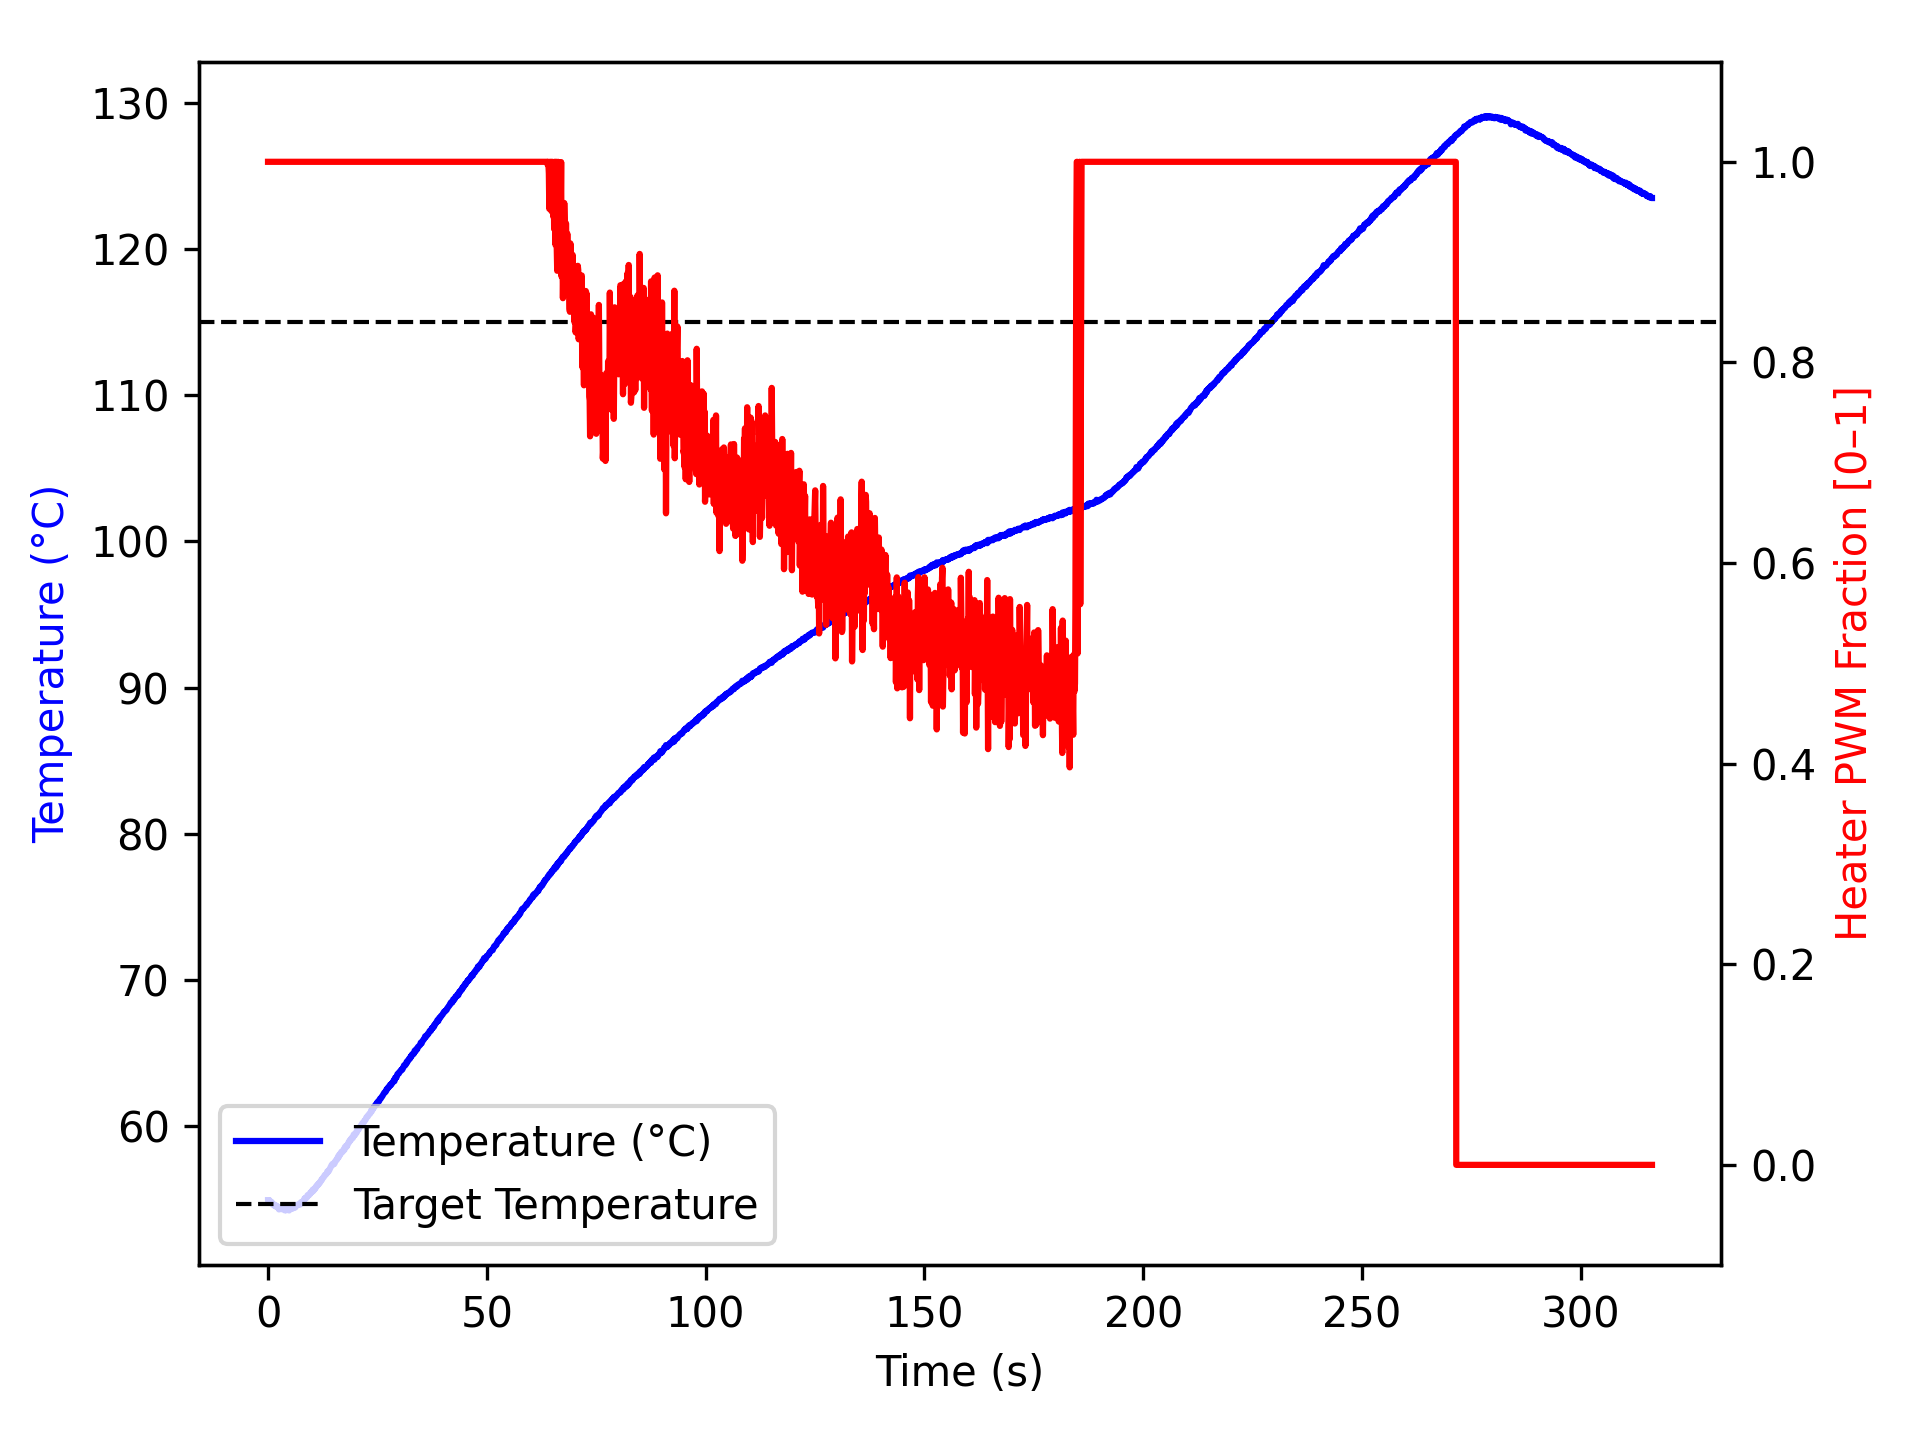 130
120
110
100
90
80
70
60
Temperature (°C)
1.0
0.8
0.6
0.4
0.2
0.0
Heater PWM Fraction [0–1]
Temperature (°C)
Target Temperature
0 50 100 150 200 250 300
Time (s)